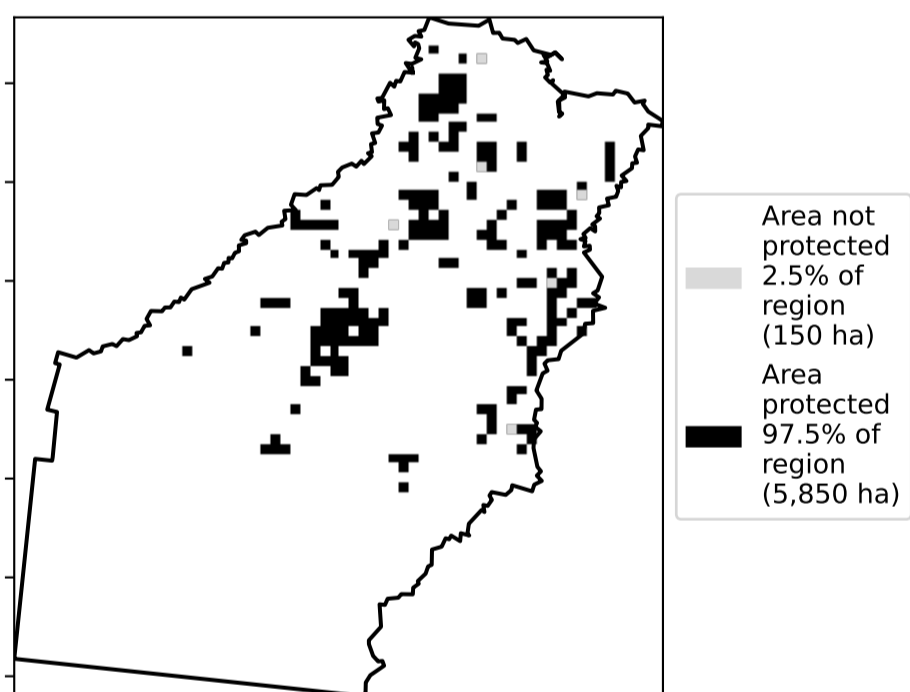 Area not
protected
2.5% of
region
(150 ha)
Area
protected
97.5% of
region
(5,850 ha)